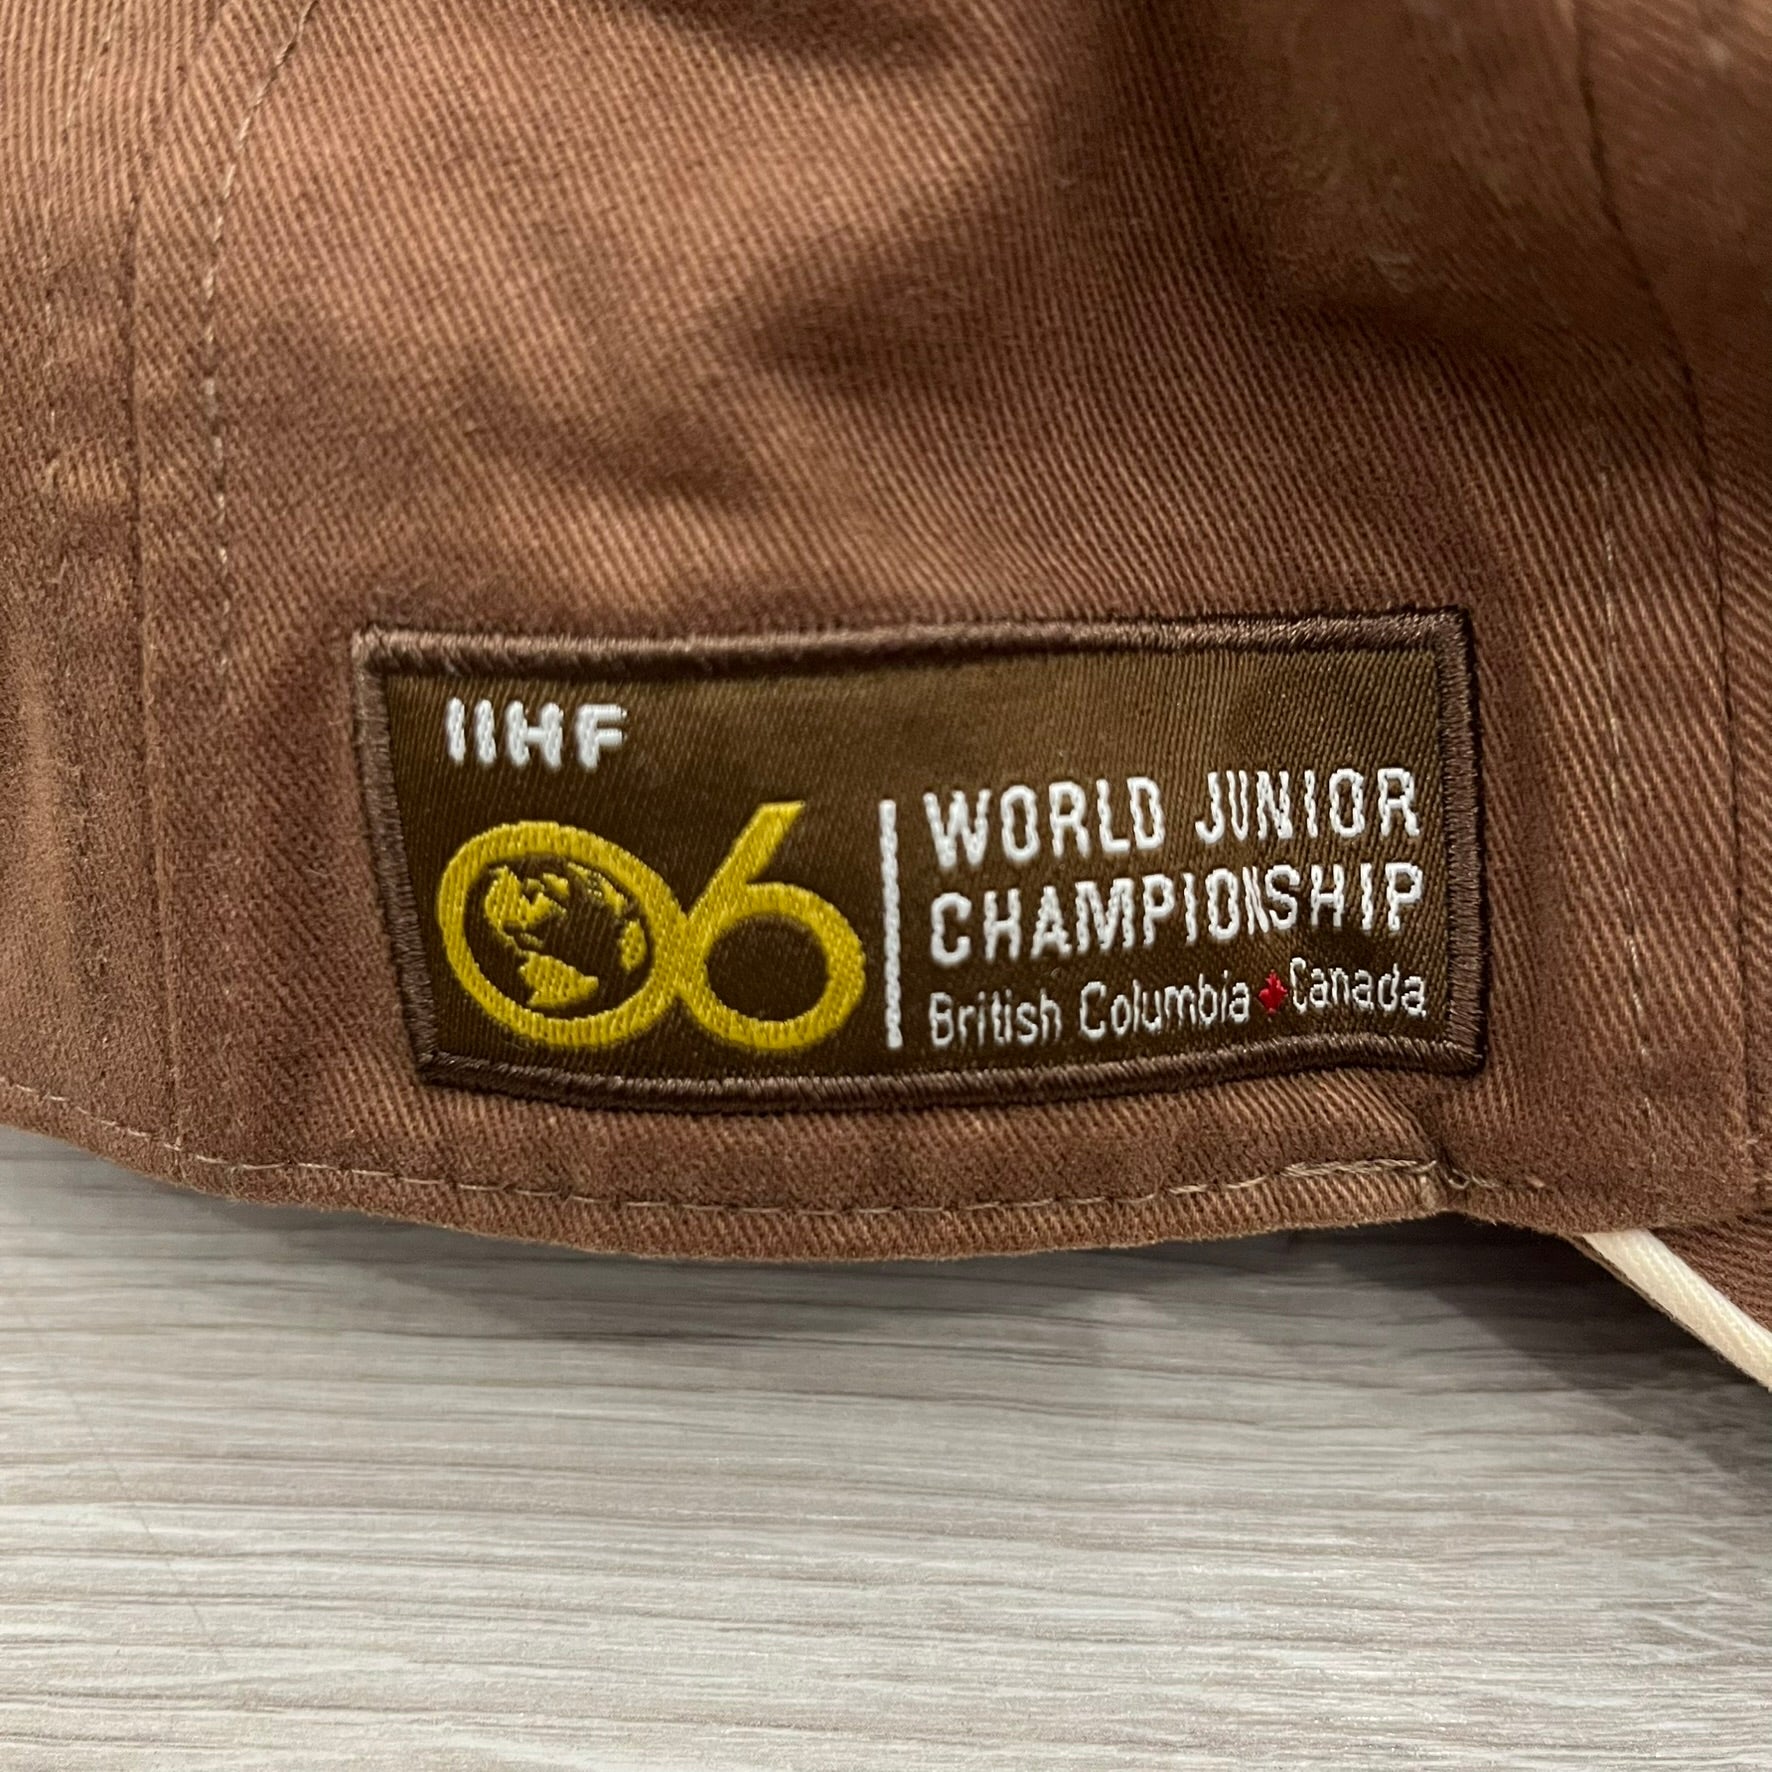 IIHF
06
WORLD JUNIOR
CHAMPIONSHIP
British Columbia Canada